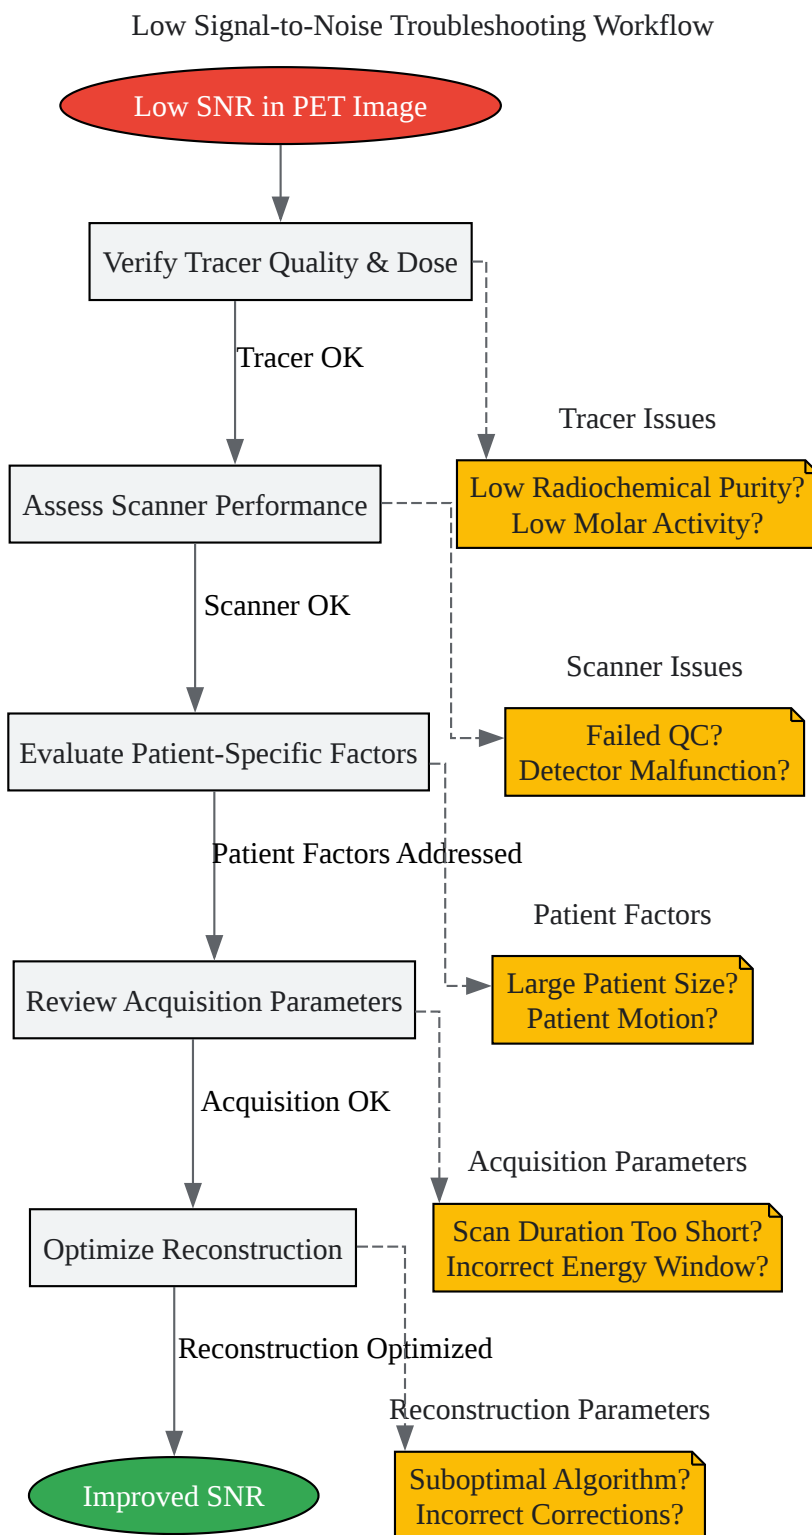 Low Signal-to-Noise Troubleshooting Workflow
Low SNR in PET Image
Verify Tracer Quality & Dose
Tracer OK
Tracer Issues
Low Radiochemical Purity?
Low Molar Activity?
Assess Scanner Performance
Scanner OK
Scanner Issues
Failed QC?
Detector Malfunction?
Evaluate Patient-Specific Factors
Patient Factors Addressed
Patient Factors
Large Patient Size?
Patient Motion?
Review Acquisition Parameters
Acquisition OK
Acquisition Parameters
Scan Duration Too Short?
Incorrect Energy Window?
Optimize Reconstruction
Reconstruction Optimized
Reconstruction Parameters
Suboptimal Algorithm?
Incorrect Corrections?
Improved SNR